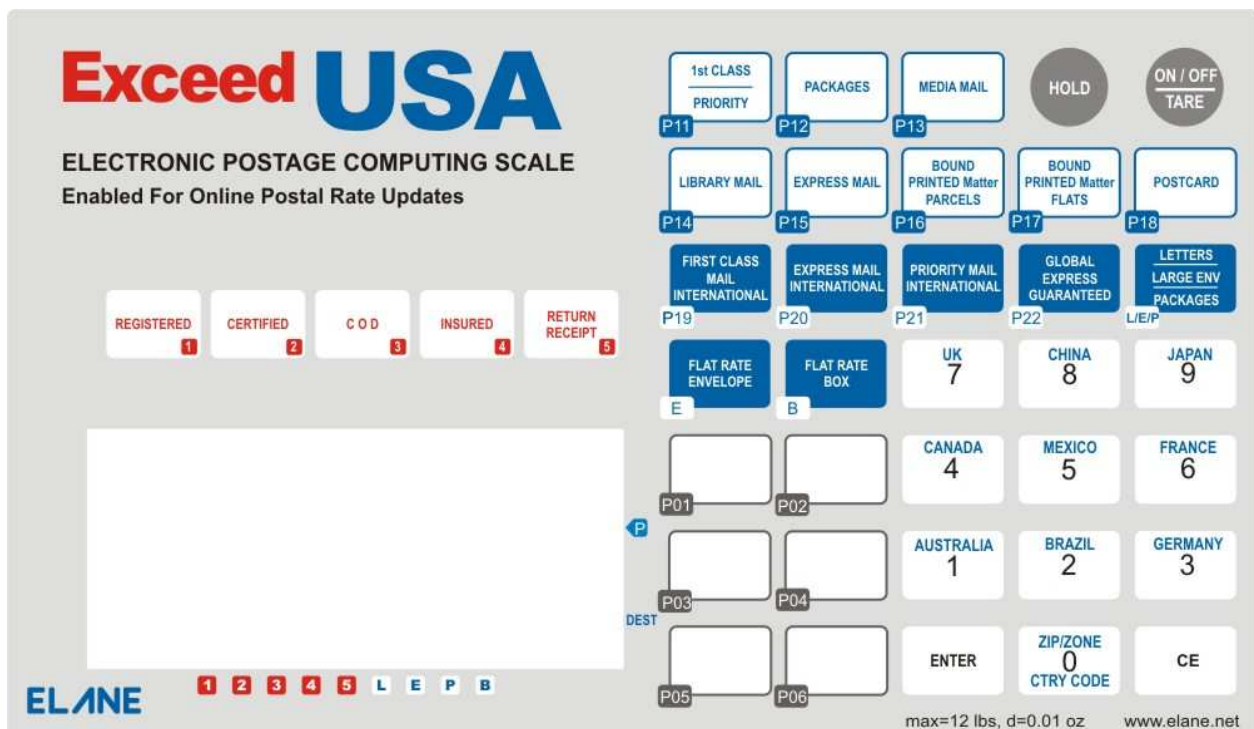 Exceed USA
ELECTRONIC POSTAGE COMPUTING SCALE
Enabled For Online Postal Rate Updates
REGISTERED
1
CERTIFIED
2
C O D
3
INSURED
4
RETURN
RECEIPT
5
P
DEST
1 2 3 4 5 L E P B
ELANE
1st CLASS
PRIORITY
P11
PACKAGES
P12
MEDIA MAIL
P13
HOLD
ON / OFF
TARE
LIBRARY MAIL
P14
EXPRESS MAIL
P15
BOUND
PRINTED Matter
PARCELS
P16
BOUND
PRINTED Matter
FLATS
P17
POSTCARD
P18
FIRST CLASS
MAIL
INTERNATIONAL
P19
EXPRESS MAIL
INTERNATIONAL
P20
PRIORITY MAIL
INTERNATIONAL
P21
GLOBAL
EXPRESS
GUARANTEED
P22
LETTERS
LARGE ENV
PACKAGES
L/E/P
FLAT RATE
ENVELOPE
E
FLAT RATE
BOX
B
UK
7
CHINA
8
JAPAN
9
P01
P02
CANADA
4
MEXICO
5
FRANCE
6
P03
P04
AUSTRALIA
1
BRAZIL
2
GERMANY
3
P05
P06
ENTER
ZIP/ZONE
0
CTRY CODE
CE
max=12 lbs, d=0.01 oz
www.elane.net